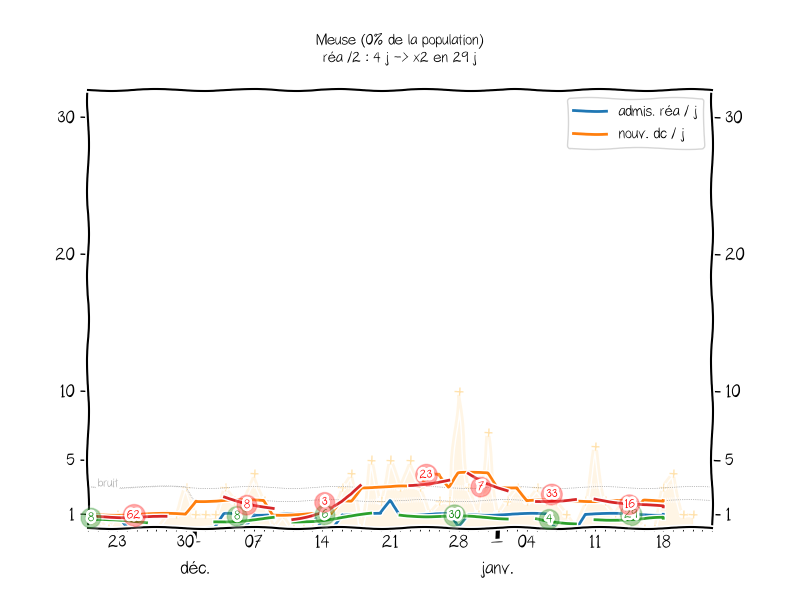 Meuse (0% de la population)
réa /2 : 4 j -> x2 en 29 j
admis. réa / j
nouv. dc / j
30 30
20 20
10 10
5 5
1 1
bruit
8 62 8 8 3 6 23 30 7 33 4 16
23 30 07 14 21 28 04 11 18
déc. janv.